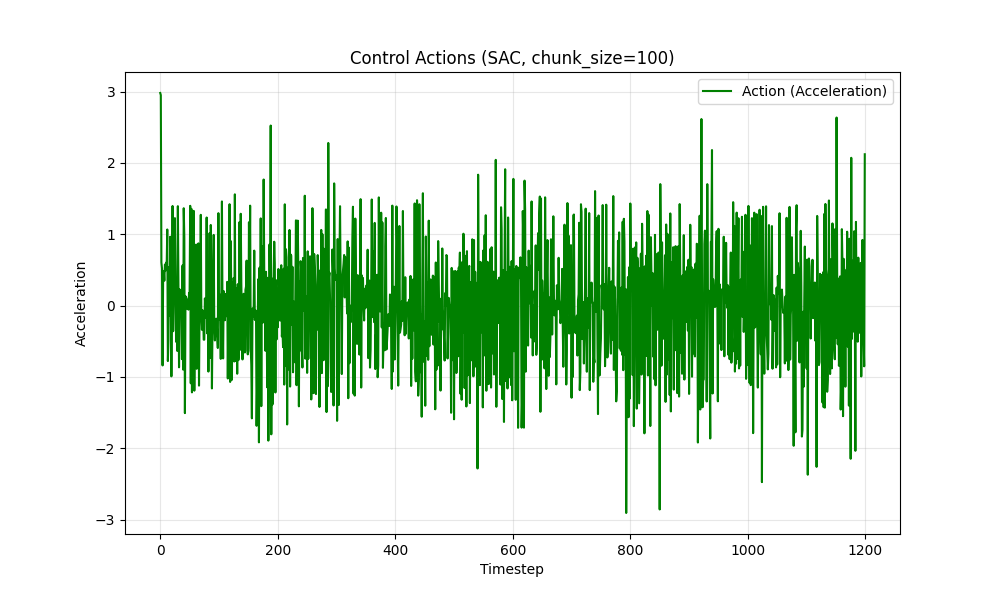 Control Actions (SAC, chunk_size=100)
Action (Acceleration)
3
2
1
0
−1
−2
−3
Acceleration
0 200 400 600 800 1000 1200
Timestep